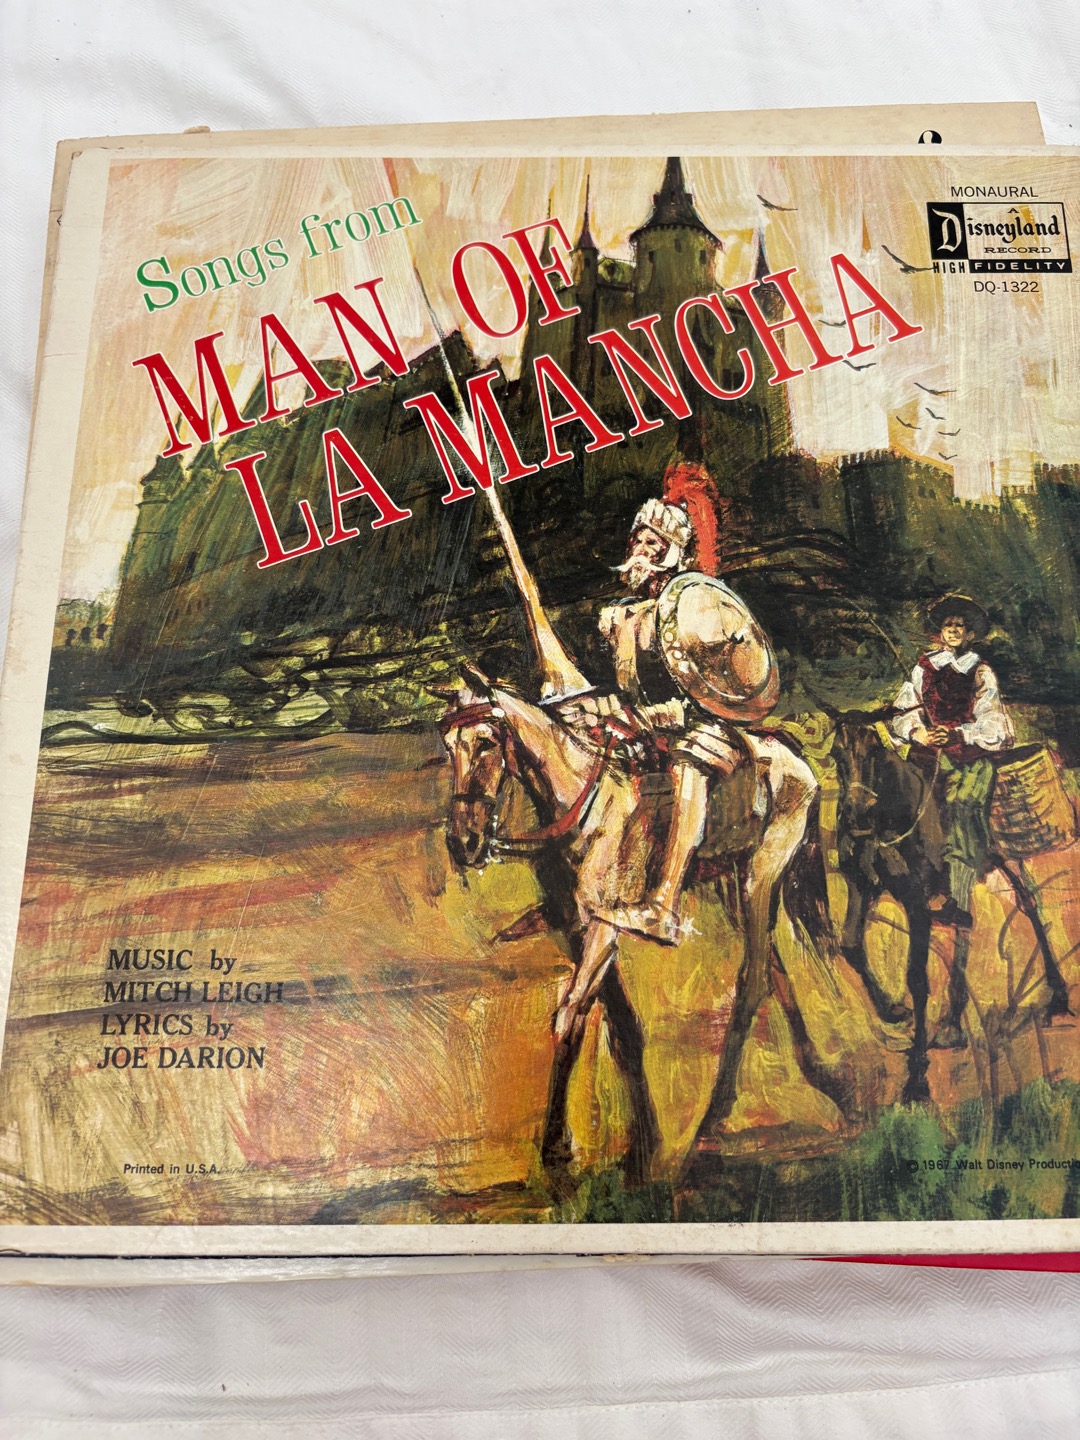 Songs from
MAN OF
LA MANCHA
MONAURAL
Disneyland
RECORD
HIGH FIDELITY
DQ-1322
MUSIC by
MITCH LEIGH
LYRICS by
JOE DARION
Printed in U.S.A.
© 1967 Walt Disney